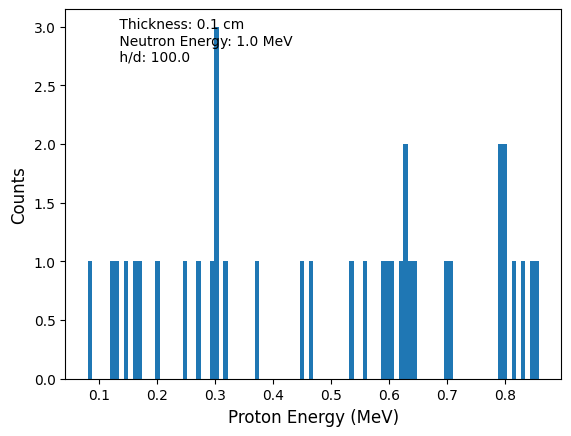 Thickness: 0.1 cm
Neutron Energy: 1.0 MeV
h/d: 100.0
3.0
2.5
2.0
1.5
1.0
0.5
0.0
Counts
0.1 0.2 0.3 0.4 0.5 0.6 0.7 0.8
Proton Energy (MeV)